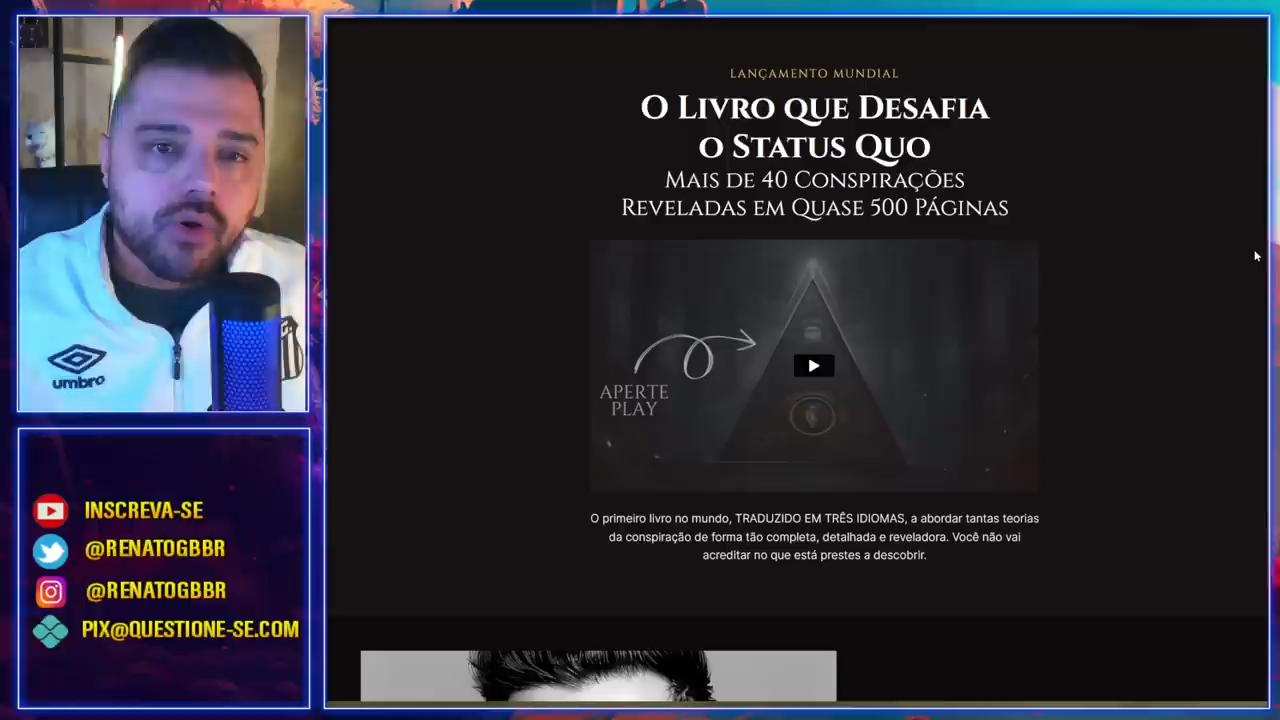 umbro
INSCREVA-SE
@RENATOGBBR
@RENATOGBBR
PIX@QUESTIONE-SE.COM
LANÇAMENTO MUNDIAL
O LIVRO QUE DESAFIA
O STATUS QUO
MAIS DE 40 CONSPIRAÇÕES
REVELADAS EM QUASE 500 PÁGINAS
APERTE
PLAY
O primeiro livro no mundo, TRADUZIDO EM TRÊS IDIOMAS, a abordar tantas teorias
da conspiração de forma tão completa, detalhada e reveladora. Você não vai
acreditar no que está prestes a descobrir.